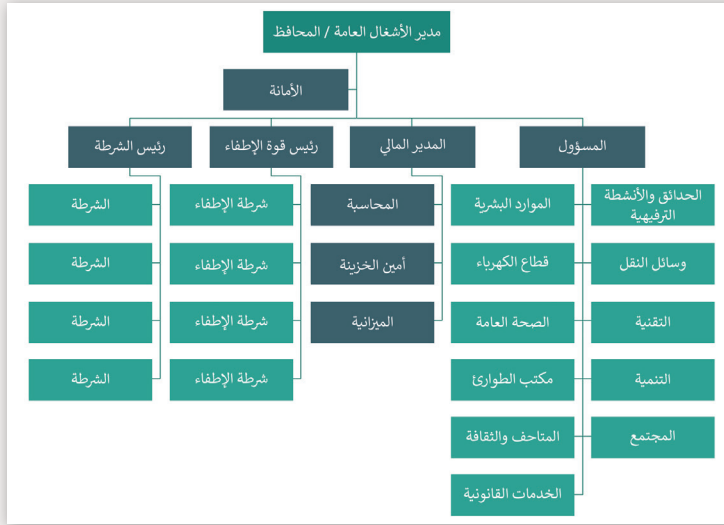 مدير الأشغال العامة / المحافظ
الأمانة
المسؤول
المدير المالي
رئيس قوة الإطفاء
رئيس الشرطة
الحدائق والأنشطة
الترفيهية
الموارد البشرية
المحاسبة
شرطة الإطفاء
الشرطة
وسائل النقل
قطاع الكهرباء
أمين الخزينة
شرطة الإطفاء
الشرطة
التقنية
الصحة العامة
الميزانية
شرطة الإطفاء
الشرطة
التنمية
مكتب الطوارئ
شرطة الإطفاء
الشرطة
المجتمع
المتاحف والثقافة
الخدمات القانونية